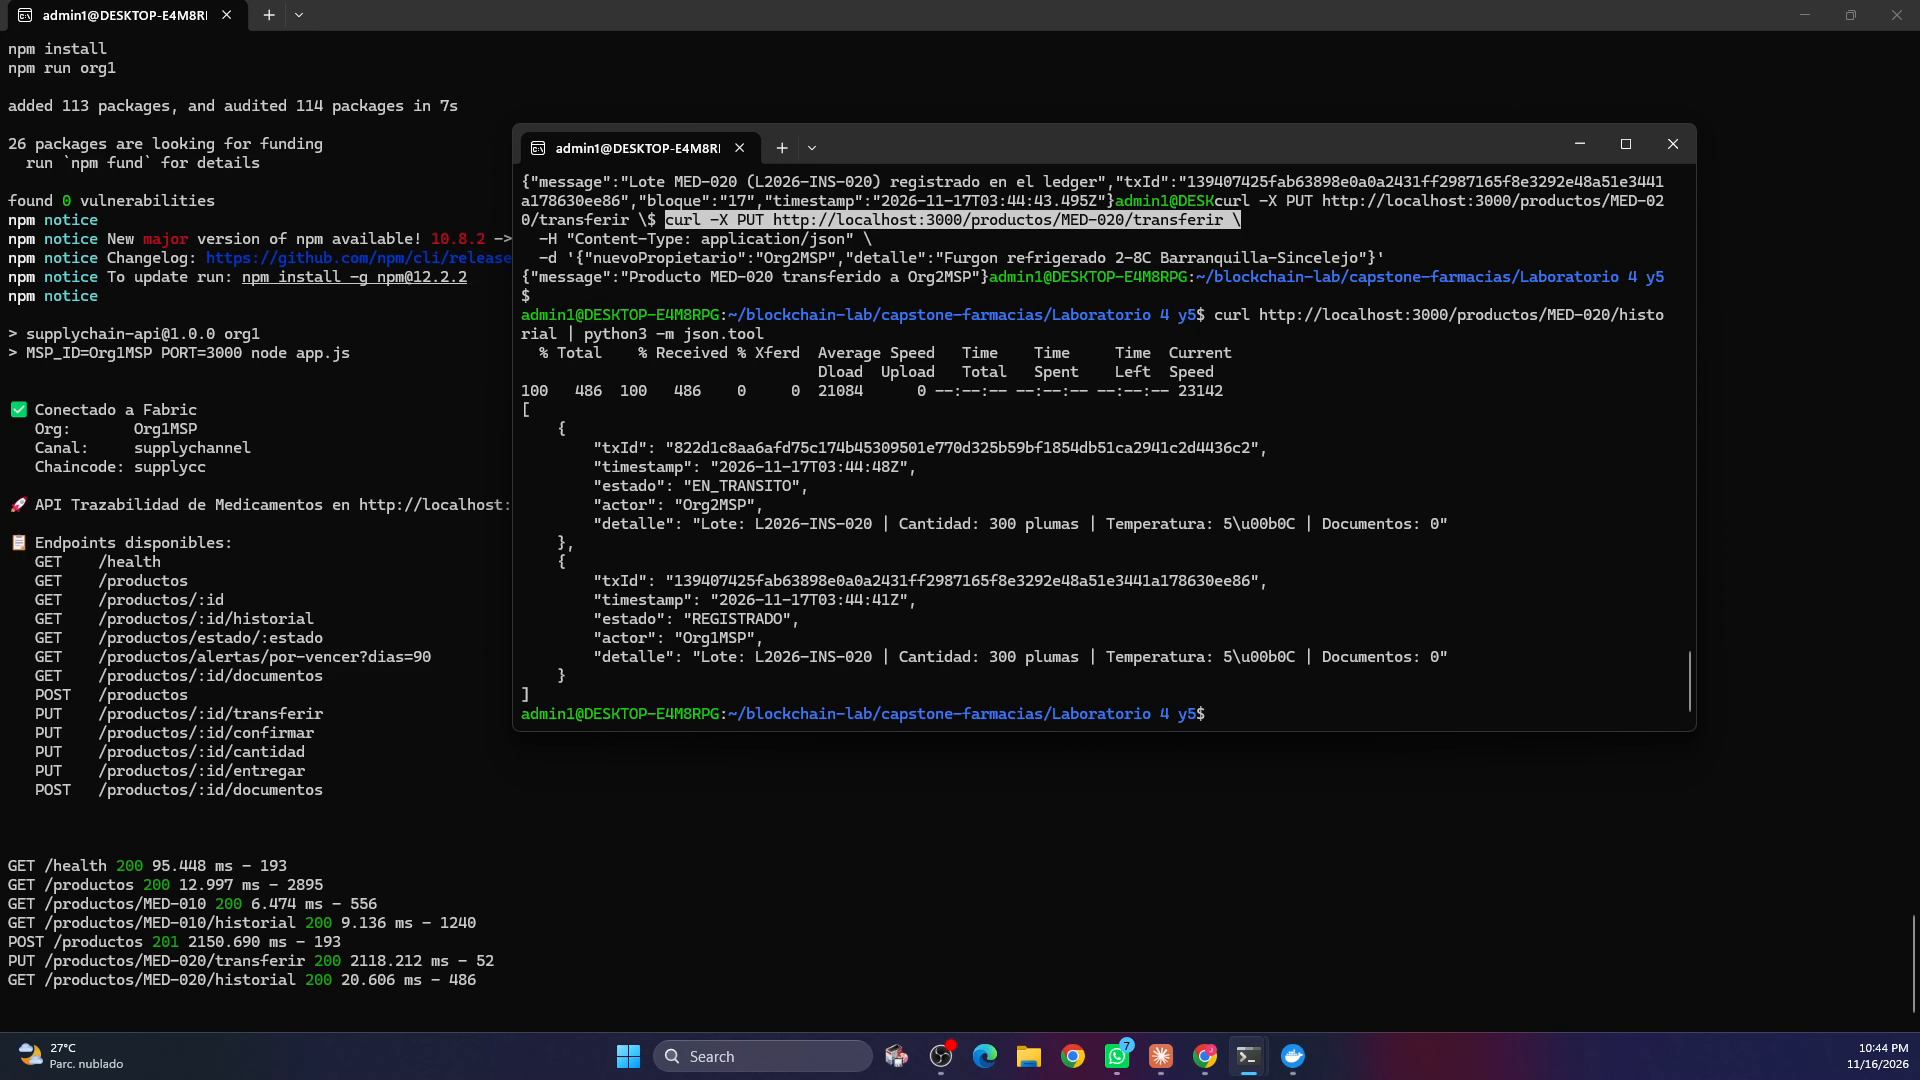 admin1@DESKTOP-E4M8RI
npm install
npm run org1
added 113 packages, and audited 114 packages in 7s
26 packages are looking for funding
run `npm fund` for details
found 0 vulnerabilities
npm notice
npm notice New major version of npm available! 10.8.2 ->
npm notice Changelog: https://github.com/npm/cli/release
npm notice To update run: npm install -g npm@12.2.2
npm notice
> supplychain-api@1.0.0 org1
> MSP_ID=Org1MSP PORT=3000 node app.js
✅ Conectado a Fabric
Org: Org1MSP
Canal: supplychannel
Chaincode: supplycc
🚀 API Trazabilidad de Medicamentos en http://localhost:
📋 Endpoints disponibles:
GET /health
GET /productos
GET /productos/:id
GET /productos/:id/historial
GET /productos/estado/:estado
GET /productos/alertas/por-vencer?dias=90
GET /productos/:id/documentos
POST /productos
PUT /productos/:id/transferir
PUT /productos/:id/confirmar
PUT /productos/:id/cantidad
PUT /productos/:id/entregar
POST /productos/:id/documentos
GET /health 200 95.448 ms - 193
GET /productos 200 12.997 ms - 2895
GET /productos/MED-010 200 6.474 ms - 556
GET /productos/MED-010/historial 200 9.136 ms - 1240
POST /productos 201 2150.690 ms - 193
PUT /productos/MED-020/transferir 200 2118.212 ms - 52
GET /productos/MED-020/historial 200 20.606 ms - 486
admin1@DESKTOP-E4M8RI
{"message":"Lote MED-020 (L2026-INS-020) registrado en el ledger","txId":"139407425fab63898e0a0a2431ff2987165f8e3292e48a51e3441
a178630ee86","bloque":"17","timestamp":"2026-11-17T03:44:43.495Z"}admin1@DESKcurl -X PUT http://localhost:3000/productos/MED-02
0/transferir \$ curl -X PUT http://localhost:3000/productos/MED-020/transferir \
-H "Content-Type: application/json" \
-d '{"nuevoPropietario":"Org2MSP","detalle":"Furgon refrigerado 2-8C Barranquilla-Sincelejo"}'
{"message":"Producto MED-020 transferido a Org2MSP"}admin1@DESKTOP-E4M8RPG:~/blockchain-lab/capstone-farmacias/Laboratorio 4 y5
$
admin1@DESKTOP-E4M8RPG:~/blockchain-lab/capstone-farmacias/Laboratorio 4 y5$ curl http://localhost:3000/productos/MED-020/histo
rial | python3 -m json.tool
% Total % Received % Xferd Average Speed Time Time Time Current
Dload Upload Total Spent Left Speed
100 486 100 486 0 0 21084 0 --:--:-- --:--:-- --:--:-- 23142
[
{
"txId": "822d1c8aa6afd75c174b45309501e770d325b59bf1854db51ca2941c2d4436c2",
"timestamp": "2026-11-17T03:44:48Z",
"estado": "EN_TRANSITO",
"actor": "Org2MSP",
"detalle": "Lote: L2026-INS-020 | Cantidad: 300 plumas | Temperatura: 5\u00b0C | Documentos: 0"
},
{
"txId": "139407425fab63898e0a0a2431ff2987165f8e3292e48a51e3441a178630ee86",
"timestamp": "2026-11-17T03:44:41Z",
"estado": "REGISTRADO",
"actor": "Org1MSP",
"detalle": "Lote: L2026-INS-020 | Cantidad: 300 plumas | Temperatura: 5\u00b0C | Documentos: 0"
}
]
admin1@DESKTOP-E4M8RPG:~/blockchain-lab/capstone-farmacias/Laboratorio 4 y5$
27°C
Parc. nublado
Search
7
10:44 PM
11/16/2026